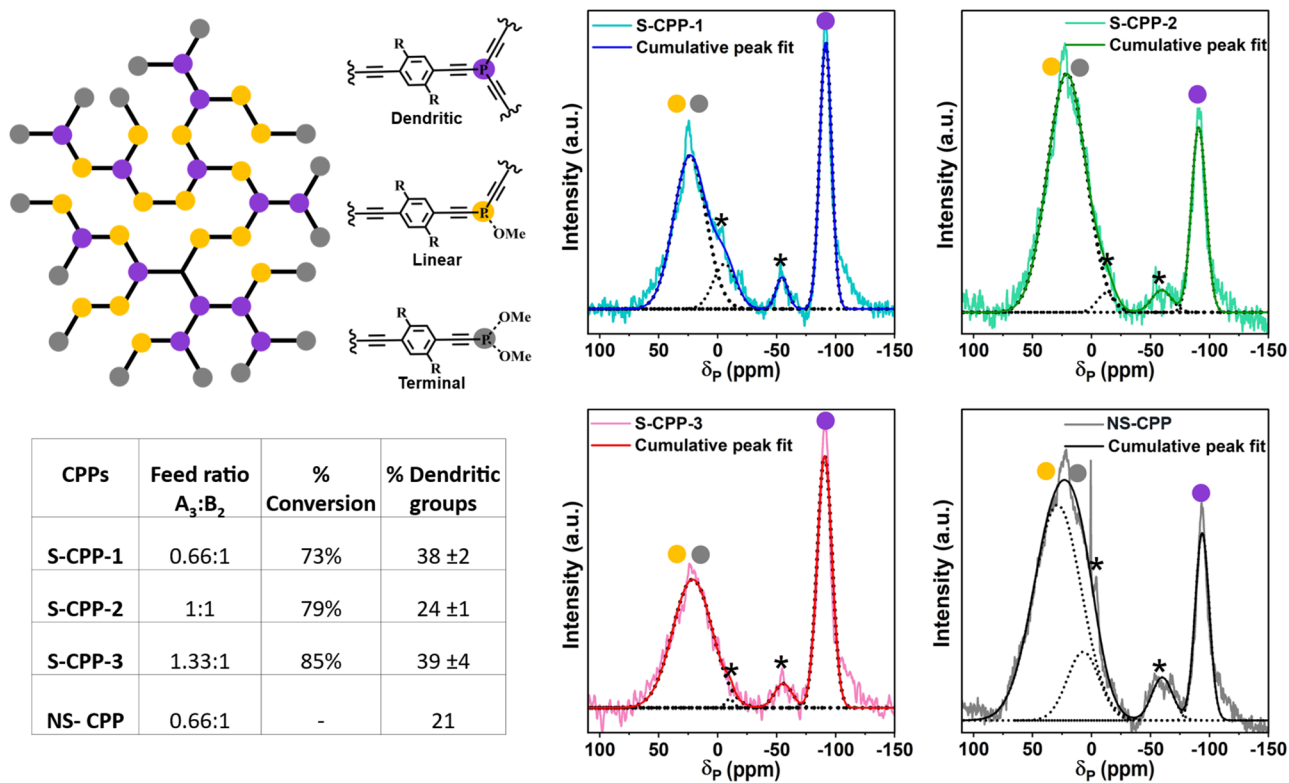 R
P
R
Dendritic
R
P
R
OMe
Linear
R
OMe
P
OMe
R
Terminal
S-CPP-1
Cumulative peak fit
*
*
Intensity (a.u.)
100 50 0 -50 -100 -150
δP (ppm)
S-CPP-2
Cumulative peak fit
*
*
Intensity (a.u.)
100 50 0 -50 -100 -150
δP (ppm)
CPPs Feed ratio A3:B2 % Conversion % Dendritic groups
S-CPP-1 0.66:1 73% 38 ±2
S-CPP-2 1:1 79% 24 ±1
S-CPP-3 1.33:1 85% 39 ±4
NS- CPP 0.66:1 - 21
S-CPP-3
Cumulative peak fit
*
*
Intensity (a.u.)
100 50 0 -50 -100 -150
δP (ppm)
NS-CPP
Cumulative peak fit
*
*
Intensity (a.u.)
100 50 0 -50 -100 -150
δP (ppm)